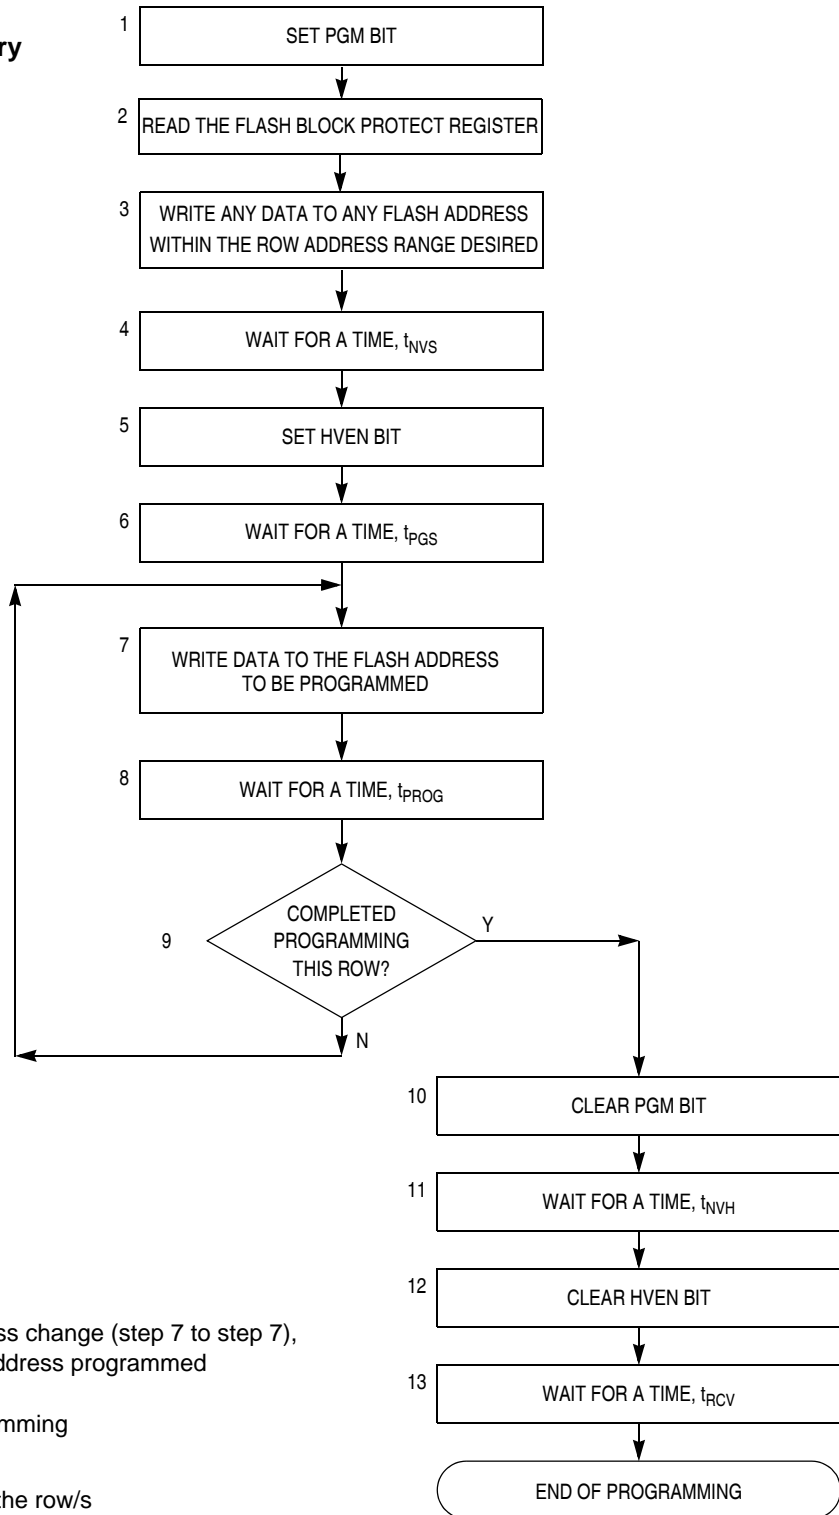 1
SET PGM BIT
ry
2
READ THE FLASH BLOCK PROTECT REGISTER
3
WRITE ANY DATA TO ANY FLASH ADDRESS
WITHIN THE ROW ADDRESS RANGE DESIRED
4
WAIT FOR A TIME, tNVS
5
SET HVEN BIT
6
WAIT FOR A TIME, tPGS
7
WRITE DATA TO THE FLASH ADDRESS
TO BE PROGRAMMED
8
WAIT FOR A TIME, tPROG
9
COMPLETED
PROGRAMMING
THIS ROW?
Y
N
10
CLEAR PGM BIT
11
WAIT FOR A TIME, tNVH
12
CLEAR HVEN BIT
13
WAIT FOR A TIME, tRCV
END OF PROGRAMMING
ss change (step 7 to step 7),
ddress programmed
mming
the row/s